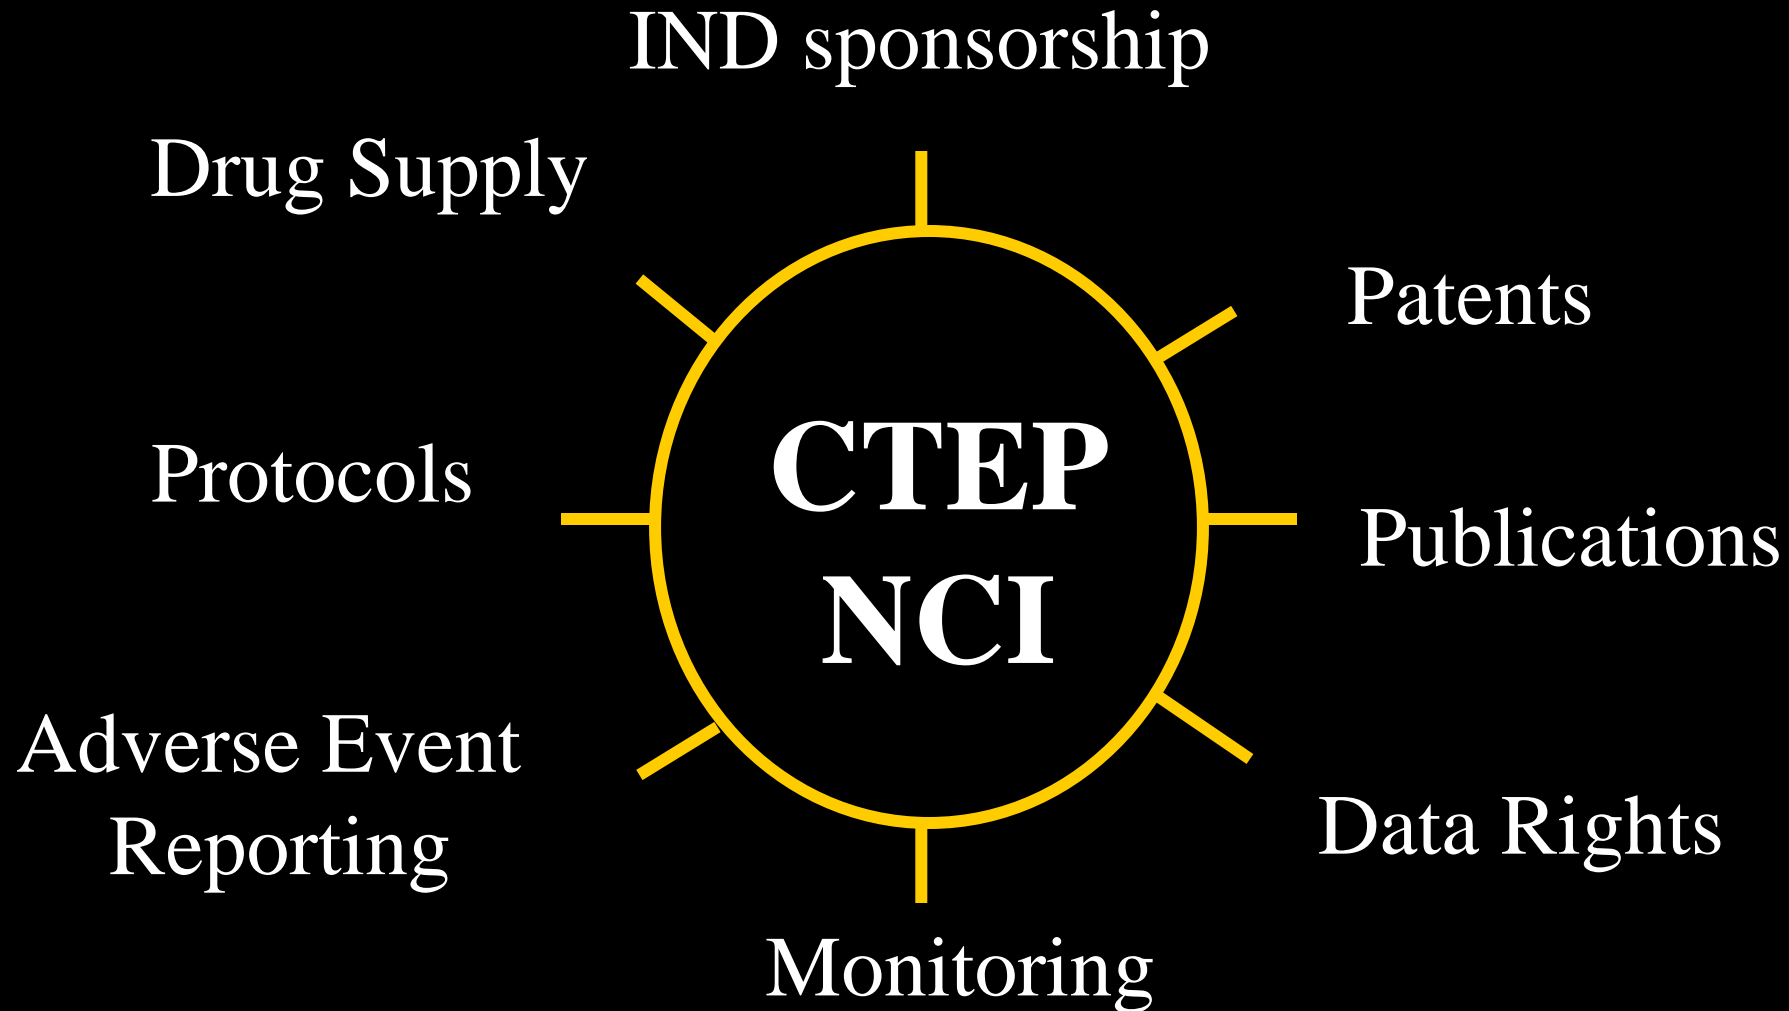 IND sponsorship
Drug Supply
Patents
Protocols
CTEP
NCI
Publications
Adverse Event
Reporting
Data Rights
Monitoring